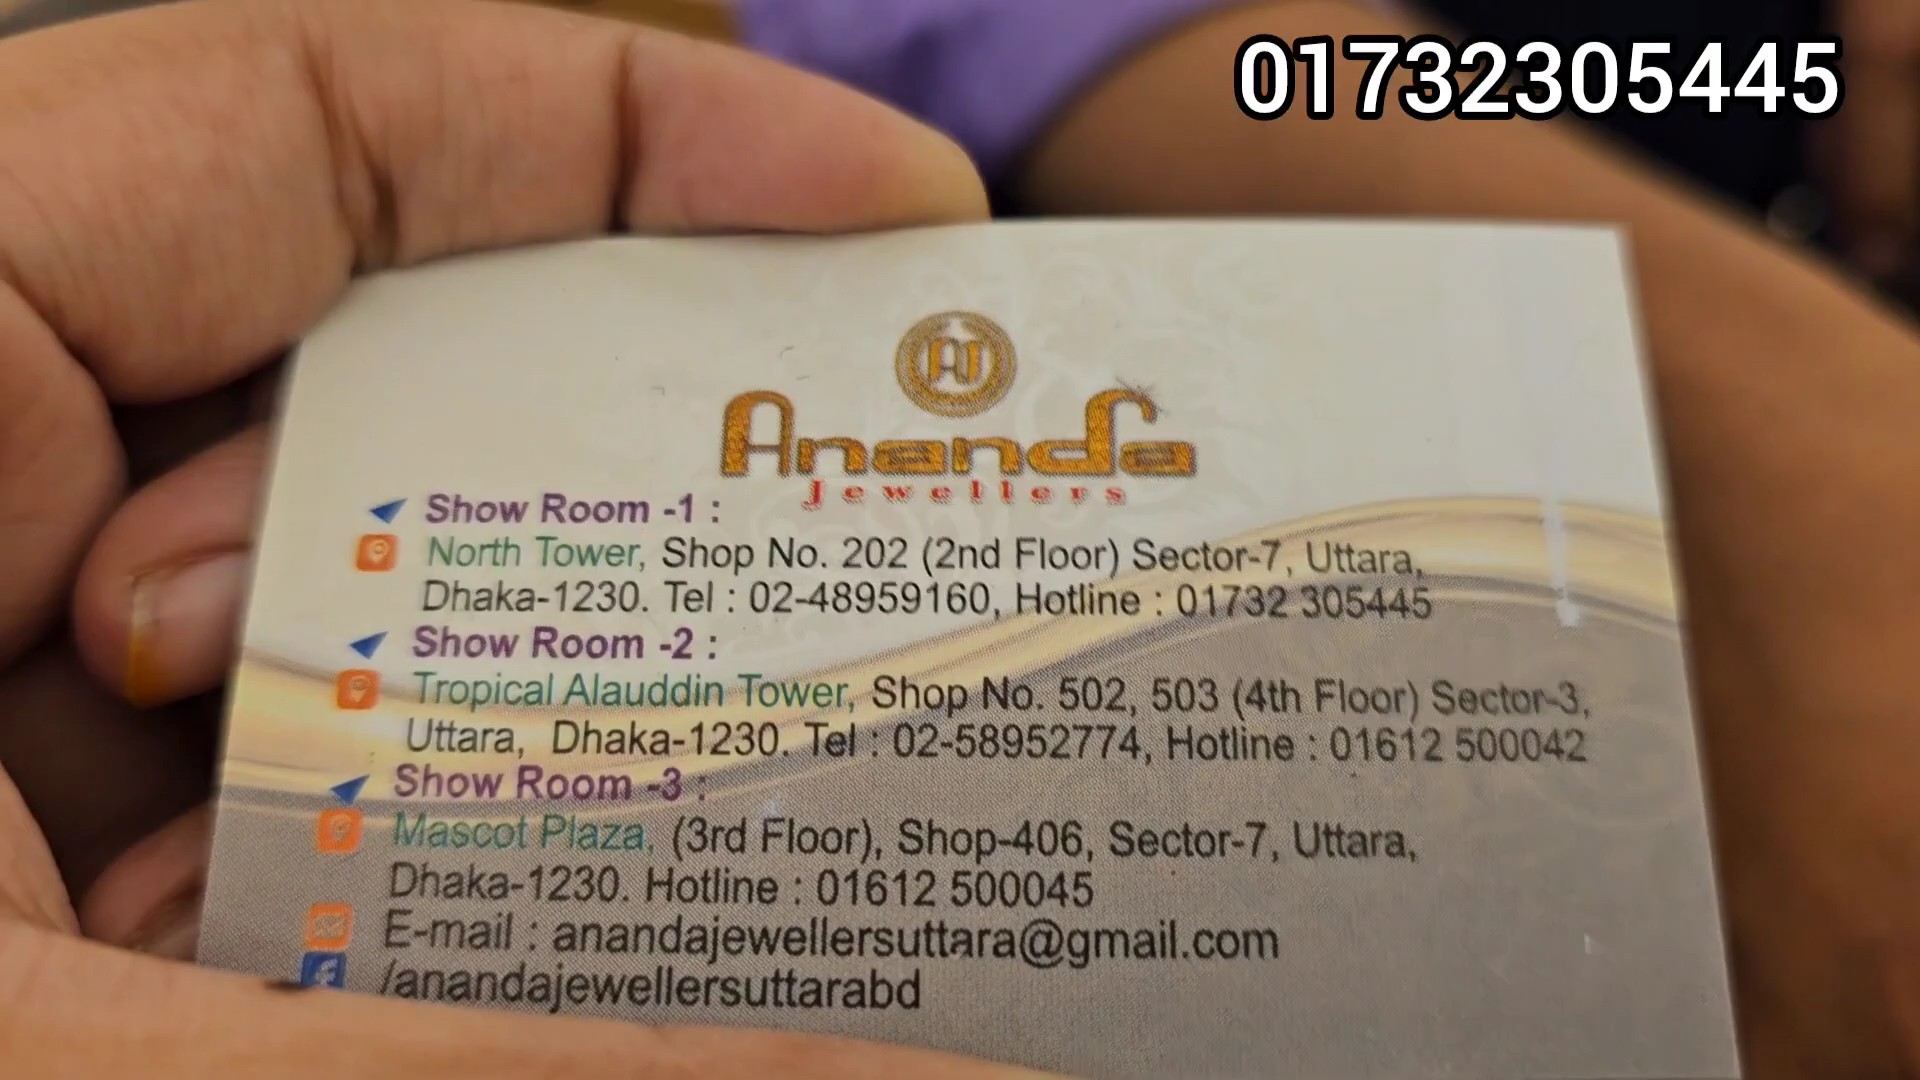 01732305445
AJ
Ananda
Jewellers
Show Room -1 :
North Tower, Shop No. 202 (2nd Floor) Sector-7, Uttara,
Dhaka-1230. Tel : 02-48959160, Hotline : 01732 305445
Show Room -2 :
Tropical Alauddin Tower, Shop No. 502, 503 (4th Floor) Sector-3,
Uttara, Dhaka-1230. Tel : 02-58952774, Hotline : 01612 500042
Show Room -3 :
Mascot Plaza, (3rd Floor), Shop-406, Sector-7, Uttara,
Dhaka-1230. Hotline : 01612 500045
E-mail : anandajewellersuttara@gmail.com
/anandajewellersuttarabd